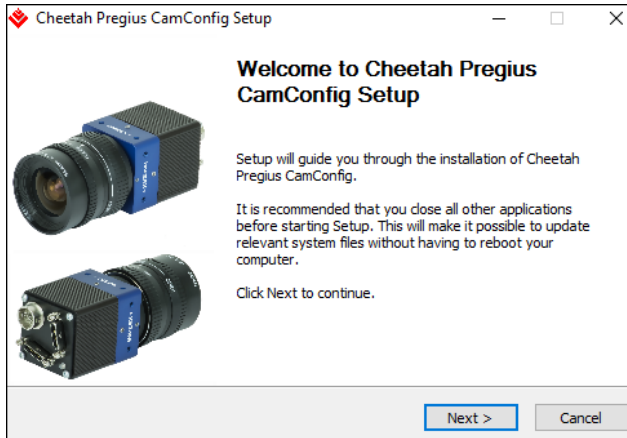 Cheetah Pregius CamConfig Setup
Welcome to Cheetah Pregius
CamConfig Setup
Setup will guide you through the installation of Cheetah
Pregius CamConfig.
It is recommended that you close all other applications
before starting Setup. This will make it possible to update
relevant system files without having to reboot your
computer.
Click Next to continue.
Next >
Cancel